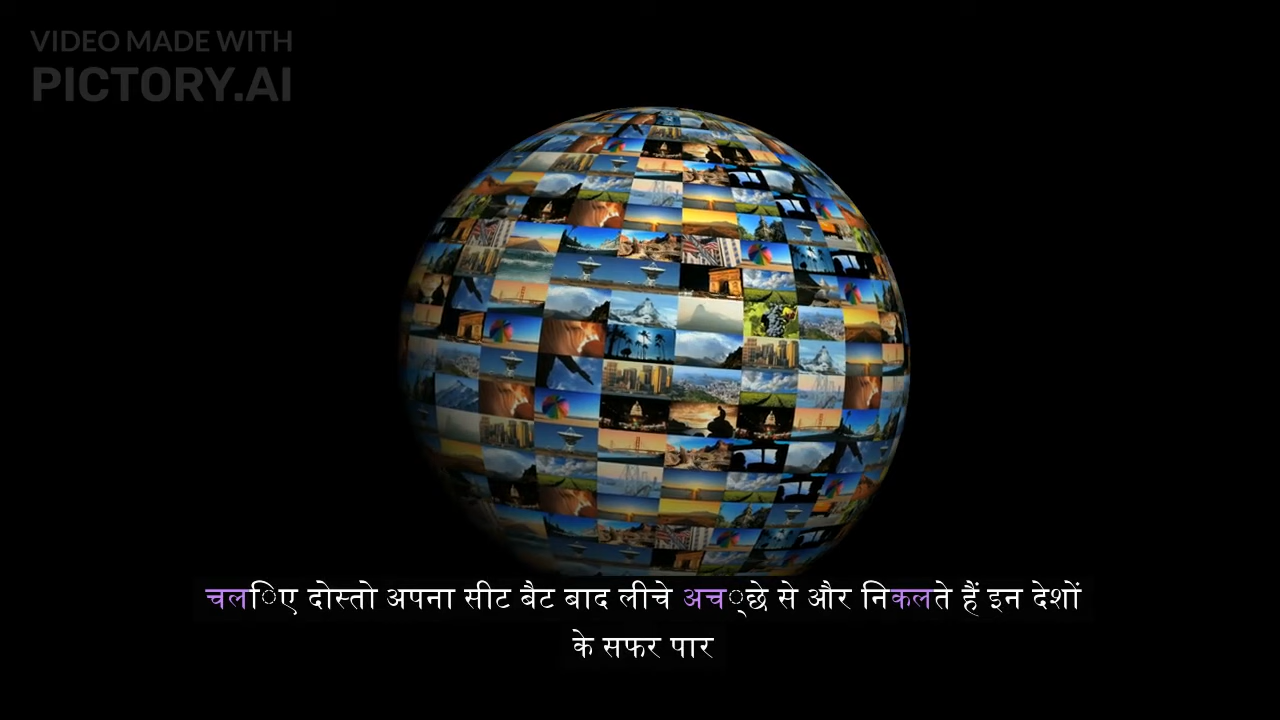 VIDEO MADE WITH
PICTORY.AI
चलिए दोस्तो अपना सीट बैट बाद लीचे अच्छे से और निकलते हैं इन देशों
के सफर पार